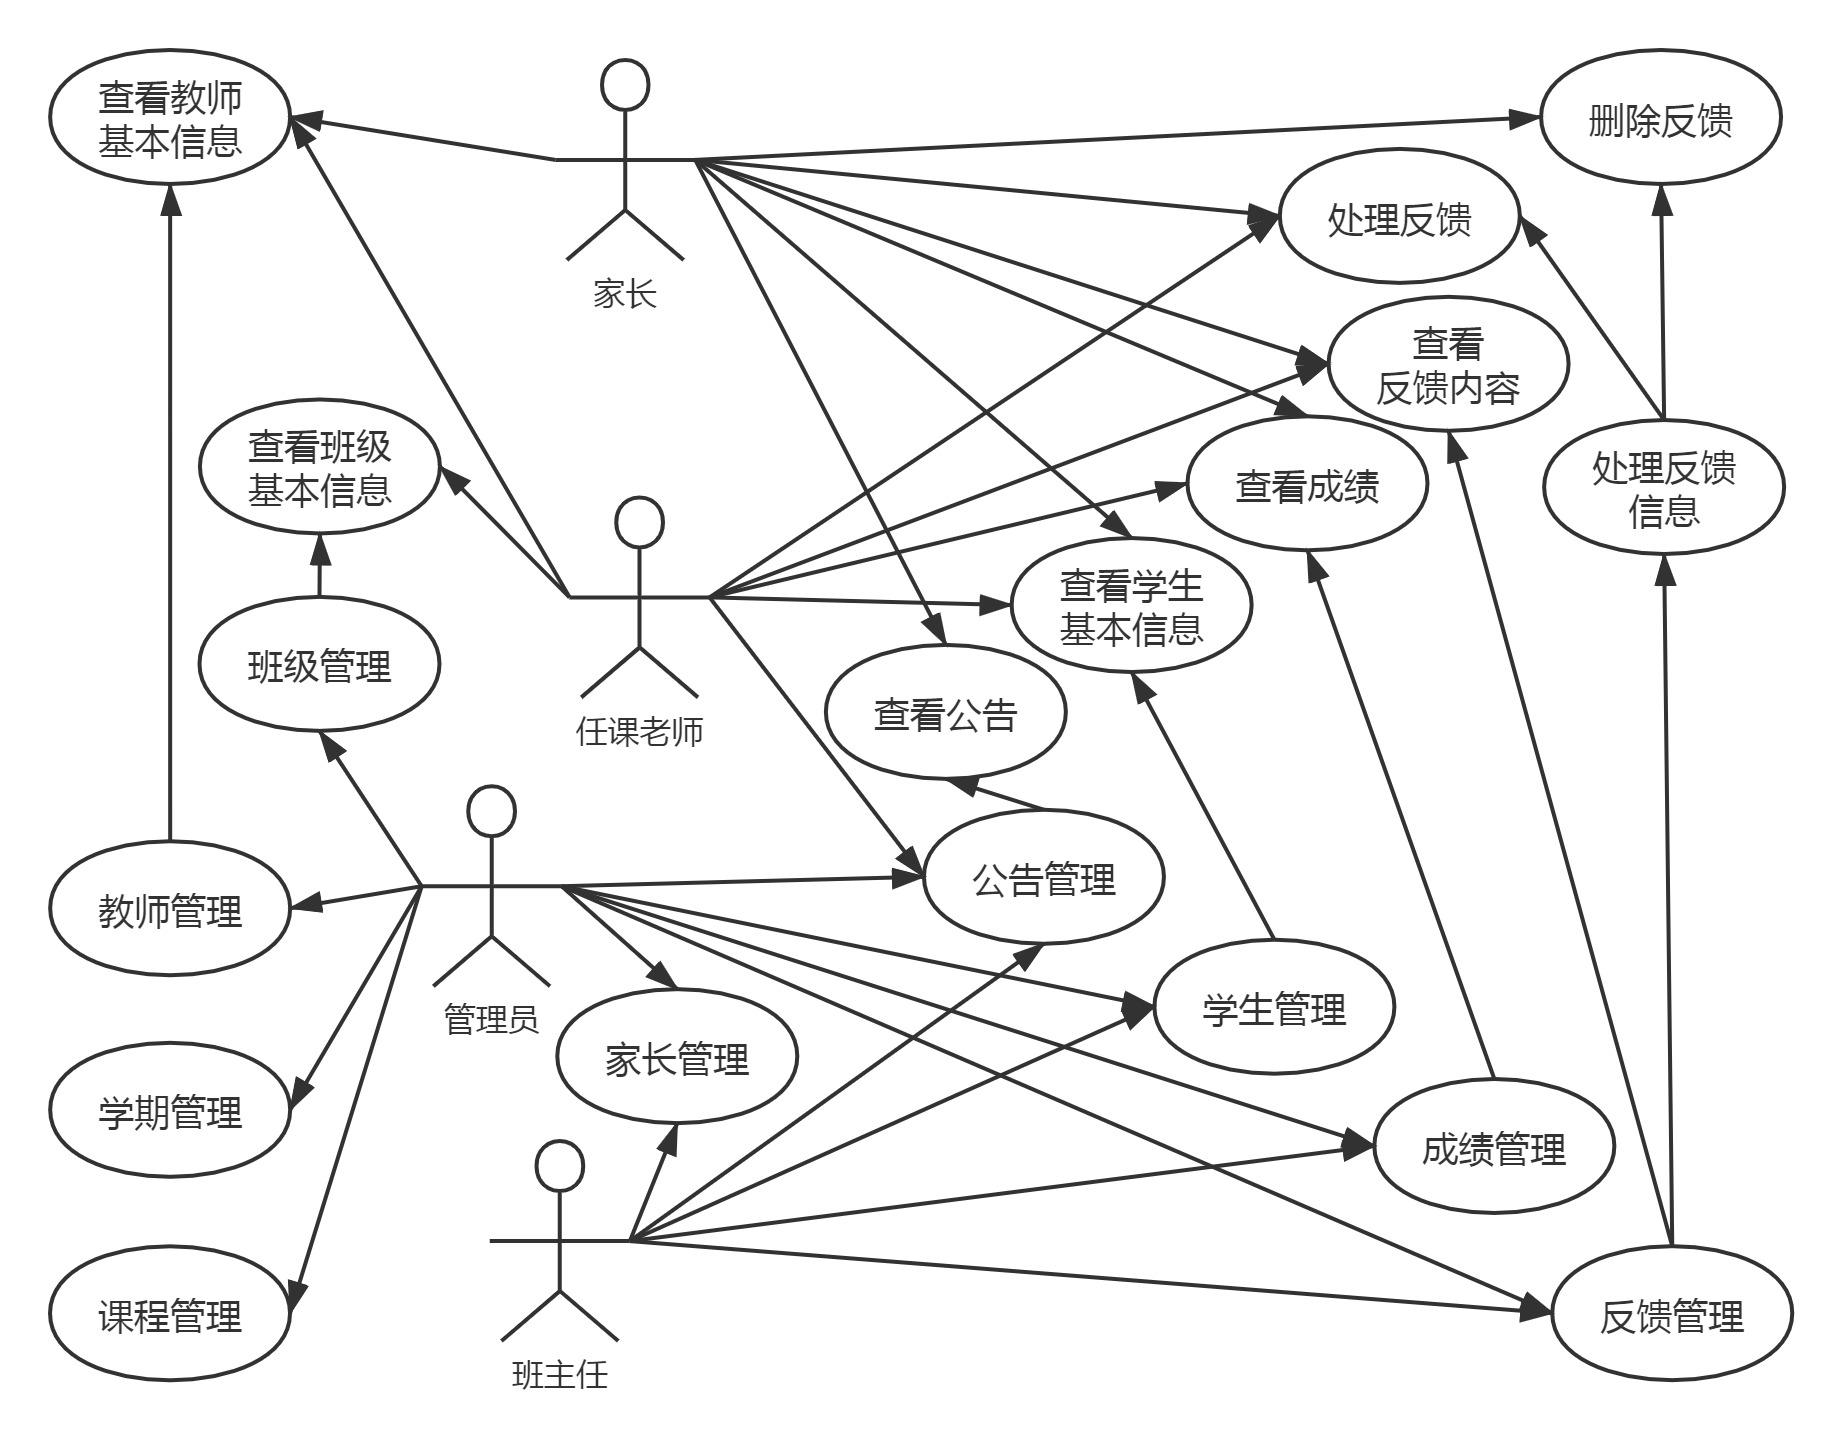 查看教师
基本信息
删除反馈
处理反馈
家长
查看
反馈内容
查看班级
基本信息
查看成绩
处理反馈
信息
查看学生
基本信息
班级管理
查看公告
任课老师
公告管理
教师管理
学生管理
管理员
家长管理
学期管理
成绩管理
课程管理
反馈管理
班主任